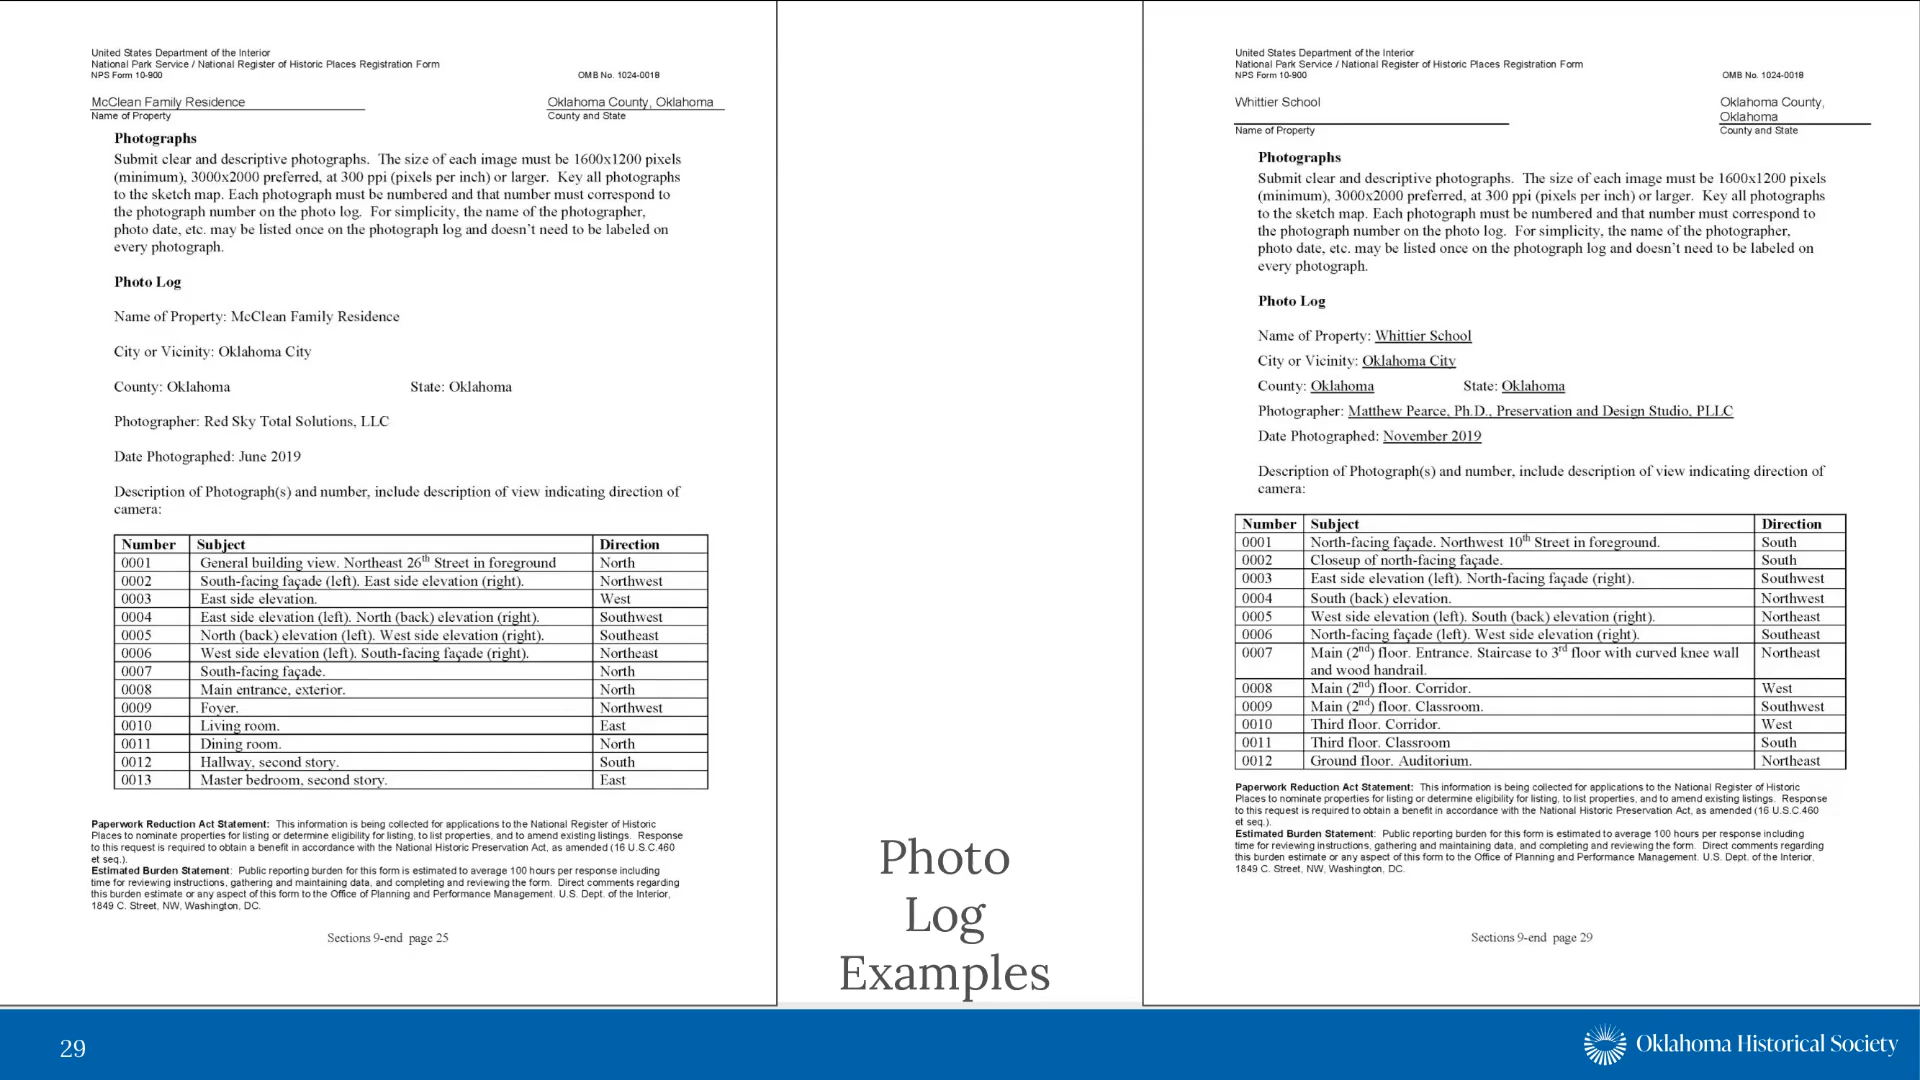 United States Department of the Interior
National Park Service / National Register of Historic Places Registration Form
NPS Form 10-900
OMB No. 1024-0018
McClean Family Residence
Oklahoma County, Oklahoma
Name of Property
County and State
Photographs
Submit clear and descriptive photographs. The size of each image must be 1600x1200 pixels
(minimum), 3000x2000 preferred, at 300 ppi (pixels per inch) or larger. Key all photographs
to the sketch map. Each photograph must be numbered and that number must correspond to
the photograph number on the photo log. For simplicity, the name of the photographer,
photo date, etc. may be listed once on the photograph log and doesn't need to be labeled on
every photograph.
Photo Log
Name of Property: McClean Family Residence
City or Vicinity: Oklahoma City
County: Oklahoma State: Oklahoma
Photographer: Red Sky Total Solutions, LLC
Date Photographed: June 2019
Description of Photograph(s) and number, include description of view indicating direction of
camera:
Number Subject Direction
0001 General building view. Northeast 26th Street in foreground North
0002 South-facing façade (left). East side elevation (right). Northwest
0003 East side elevation. West
0004 East side elevation (left). North (back) elevation (right). Southwest
0005 North (back) elevation (left). West side elevation (right). Southeast
0006 West side elevation (left). South-facing façade (right). Northeast
0007 South-facing façade. North
0008 Main entrance, exterior. North
0009 Foyer. Northwest
0010 Living room. East
0011 Dining room. North
0012 Hallway, second story. South
0013 Master bedroom, second story. East
Paperwork Reduction Act Statement: This information is being collected for applications to the National Register of Historic
Places to nominate properties for listing or determine eligibility for listing, to list properties, and to amend existing listings. Response
to this request is required to obtain a benefit in accordance with the National Historic Preservation Act, as amended (16 U.S.C.460
et seq.).
Estimated Burden Statement: Public reporting burden for this form is estimated to average 100 hours per response including
time for reviewing instructions, gathering and maintaining data, and completing and reviewing the form. Direct comments regarding
this burden estimate or any aspect of this form to the Office of Planning and Performance Management. U.S. Dept. of the Interior,
1849 C. Street, NW, Washington, DC.
Sections 9-end page 25
Photo
Log
Examples
United States Department of the Interior
National Park Service / National Register of Historic Places Registration Form
NPS Form 10-900
OMB No. 1024-0018
Whittier School
Oklahoma County,
Oklahoma
Name of Property
County and State
Photographs
Submit clear and descriptive photographs. The size of each image must be 1600x1200 pixels
(minimum), 3000x2000 preferred, at 300 ppi (pixels per inch) or larger. Key all photographs
to the sketch map. Each photograph must be numbered and that number must correspond to
the photograph number on the photo log. For simplicity, the name of the photographer,
photo date, etc. may be listed once on the photograph log and doesn't need to be labeled on
every photograph.
Photo Log
Name of Property: Whittier School
City or Vicinity: Oklahoma City
County: Oklahoma State: Oklahoma
Photographer: Matthew Pearce, Ph.D., Preservation and Design Studio, PLLC
Date Photographed: November 2019
Description of Photograph(s) and number, include description of view indicating direction of
camera:
Number Subject Direction
0001 North-facing façade. Northwest 10th Street in foreground. South
0002 Closeup of north-facing façade. South
0003 East side elevation (left). North-facing façade (right). Southwest
0004 South (back) elevation. Northwest
0005 West side elevation (left). South (back) elevation (right). Northeast
0006 North-facing façade (left). West side elevation (right). Southeast
0007 Main (2nd) floor. Entrance. Staircase to 3rd floor with curved knee wall Northeast
and wood handrail.
0008 Main (2nd) floor. Corridor. West
0009 Main (2nd) floor. Classroom. Southwest
0010 Third floor. Corridor. West
0011 Third floor. Classroom South
0012 Ground floor. Auditorium. Northeast
Paperwork Reduction Act Statement: This information is being collected for applications to the National Register of Historic
Places to nominate properties for listing or determine eligibility for listing, to list properties, and to amend existing listings. Response
to this request is required to obtain a benefit in accordance with the National Historic Preservation Act, as amended (16 U.S.C.460
et seq.).
Estimated Burden Statement: Public reporting burden for this form is estimated to average 100 hours per response including
time for reviewing instructions, gathering and maintaining data, and completing and reviewing the form. Direct comments regarding
this burden estimate or any aspect of this form to the Office of Planning and Performance Management. U.S. Dept. of the Interior,
1849 C. Street, NW, Washington, DC.
Sections 9-end page 29
29
Oklahoma Historical Society